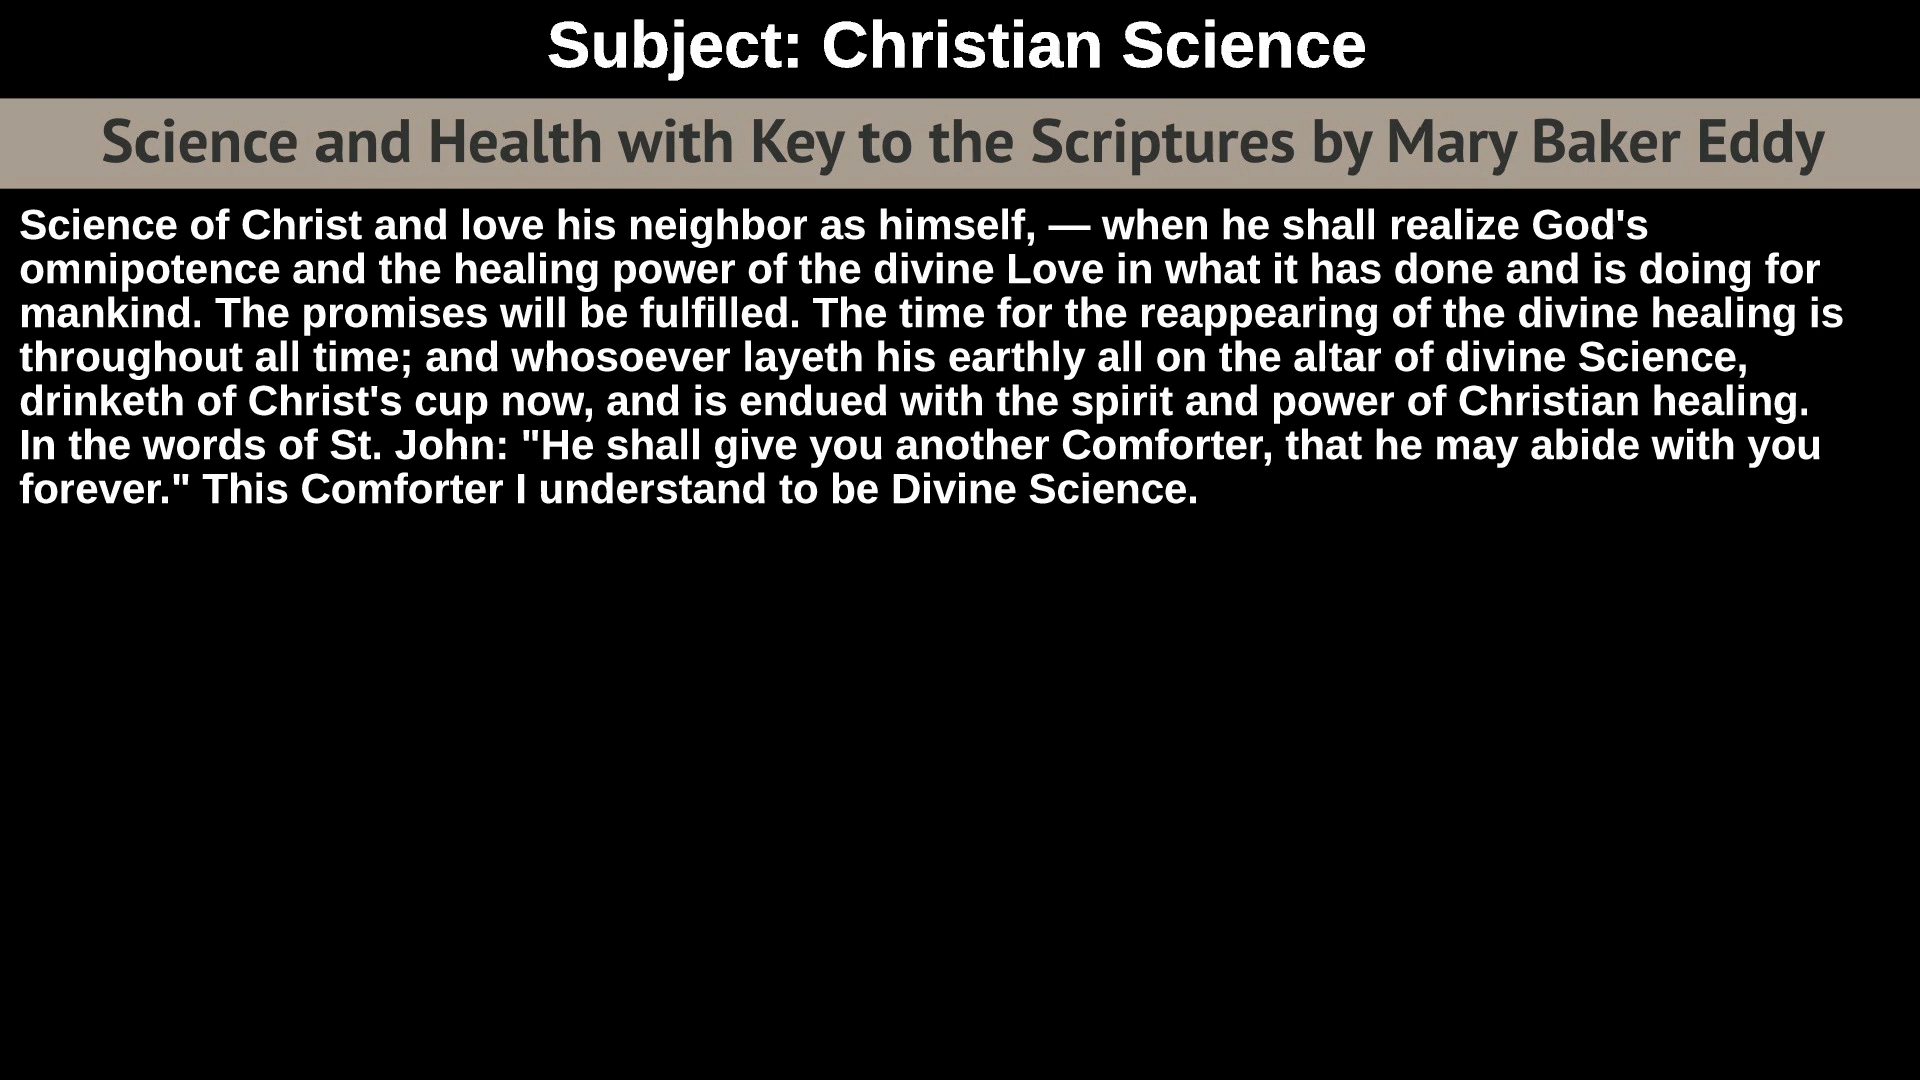 Subject: Christian Science
Science and Health with Key to the Scriptures by Mary Baker Eddy
Science of Christ and love his neighbor as himself, — when he shall realize God's
omnipotence and the healing power of the divine Love in what it has done and is doing for
mankind. The promises will be fulfilled. The time for the reappearing of the divine healing is
throughout all time; and whosoever layeth his earthly all on the altar of divine Science,
drinketh of Christ's cup now, and is endued with the spirit and power of Christian healing.
In the words of St. John: "He shall give you another Comforter, that he may abide with you
forever." This Comforter I understand to be Divine Science.